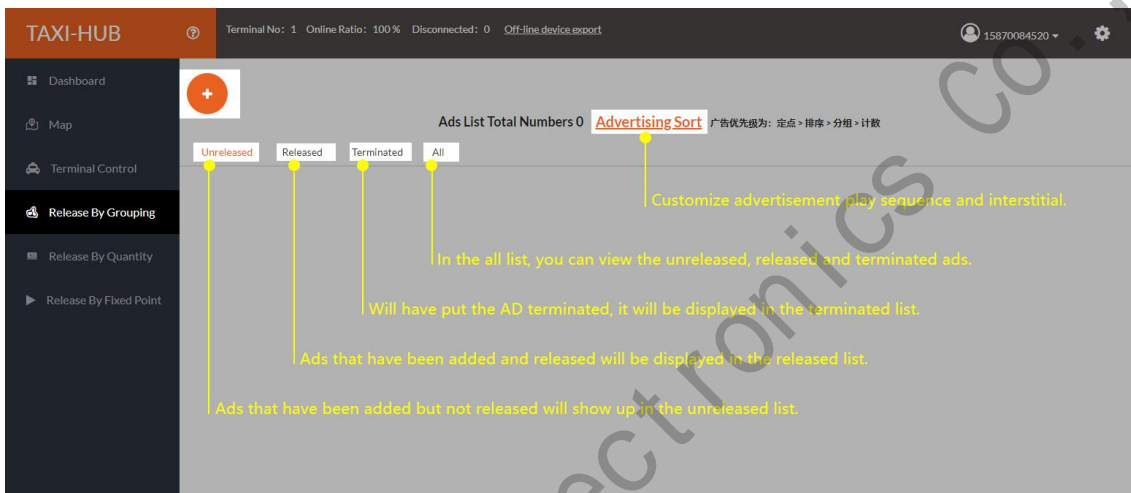 TAXI-HUB
Terminal No: 1 Online Ratio: 100% Disconnected: 0 Off-line device export
15870084520
Dashboard
Map
Terminal Control
Release By Grouping
Release By Quantity
Release By Fixed Point
Ads List Total Numbers 0 Advertising Sort 广告优先级为：定点 > 排序 > 分组 > 计数
Unreleased Released Terminated All
Customize advertisement play sequence and interstitial.
In the all list, you can view the unreleased, released and terminated ads.
Will have put the AD terminated, it will be displayed in the terminated list.
Ads that have been added and released will be displayed in the released list.
Ads that have been added but not released will show up in the unreleased list.
ectronics Co.